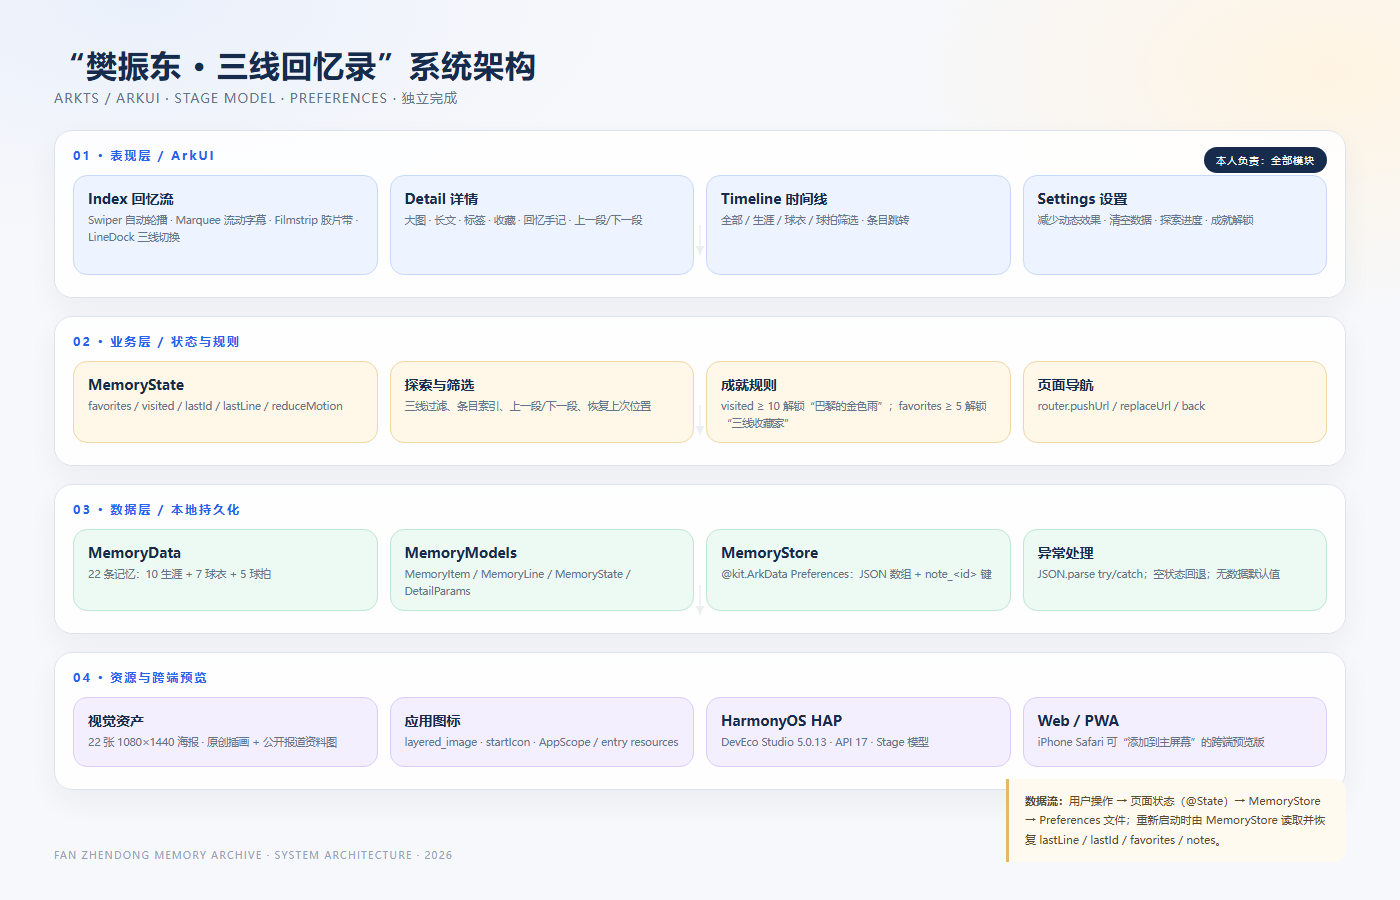 “樊振东 · 三线回忆录” 系统架构
ARKTS / ARKUI · STAGE MODEL · PREFERENCES · 独立完成
01 · 表现层 / ArkUI
本人负责：全部模块
Index 回忆流
Swiper 自动轮播 · Marquee 流动字幕 · Filmstrip 胶片带 ·
LineDock 三线切换
Detail 详情
大图 · 长文 · 标签 · 收藏 · 回忆手记 · 上一段/下一段
Timeline 时间线
全部 / 生涯 / 球衣 / 球拍筛选 · 条目跳转
Settings 设置
减少动态效果 · 清空数据 · 探索进度 · 成就解锁
02 · 业务层 / 状态与规则
MemoryState
favorites / visited / lastId / lastLine / reduceMotion
探索与筛选
三线过滤、条目索引、上一段/下一段、恢复上次位置
成就规则
visited ≥ 10 解锁“巴黎的金色雨”；favorites ≥ 5 解锁
“三线收藏家”
页面导航
router.pushUrl / replaceUrl / back
03 · 数据层 / 本地持久化
MemoryData
22 条记忆：10 生涯 + 7 球衣 + 5 球拍
MemoryModels
MemoryItem / MemoryLine / MemoryState /
DetailParams
MemoryStore
@kit.ArkData Preferences：JSON 数组 + note_<id> 键
异常处理
JSON.parse try/catch；空状态回退；无数据默认值
04 · 资源与跨端预览
视觉资产
22 张 1080×1440 海报 · 原创插画 + 公开报道资料图
应用图标
layered_image · startIcon · AppScope / entry resources
HarmonyOS HAP
DevEco Studio 5.0.13 · API 17 · Stage 模型
Web / PWA
iPhone Safari 可“添加到主屏幕”的跨端预览版
数据流：用户操作 → 页面状态（@State）→ MemoryStore
→ Preferences 文件；重新启动时由 MemoryStore 读取并恢
复 lastLine / lastId / favorites / notes。
FAN ZHENDONG MEMORY ARCHIVE · SYSTEM ARCHITECTURE · 2026